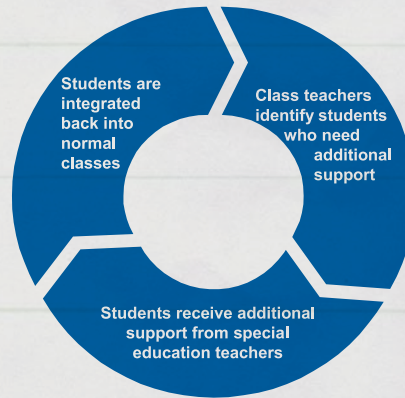 Class teachers
identify students
who need
additional
support
Students receive additional
support from special
education teachers
Students are
integrated
back into
normal
classes